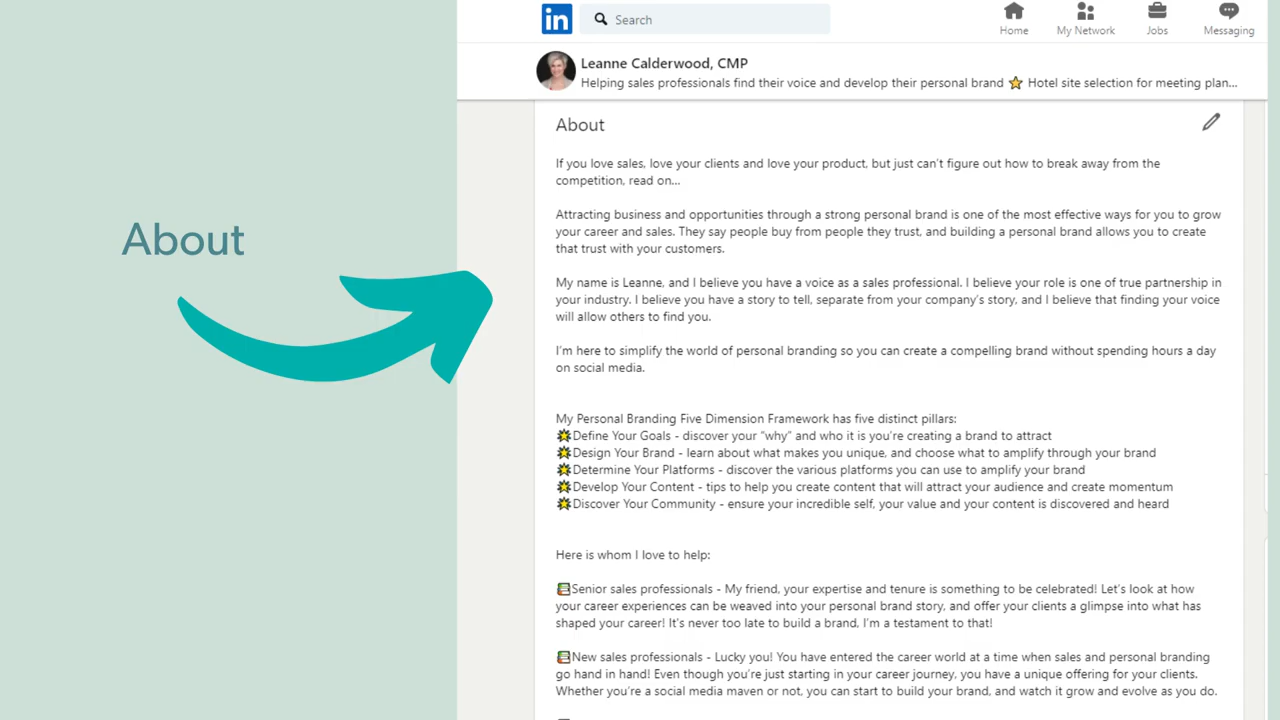 About
in
Search
Home
My Network
Jobs
Messaging
Leanne Calderwood, CMP
Helping sales professionals find their voice and develop their personal brand ⭐ Hotel site selection for meeting plan...
About
If you love sales, love your clients and love your product, but just can't figure out how to break away from the
competition, read on...
Attracting business and opportunities through a strong personal brand is one of the most effective ways for you to grow
your career and sales. They say people buy from people they trust, and building a personal brand allows you to create
that trust with your customers.
My name is Leanne, and I believe you have a voice as a sales professional. I believe your role is one of true partnership in
your industry. I believe you have a story to tell, separate from your company's story, and I believe that finding your voice
will allow others to find you.
I'm here to simplify the world of personal branding so you can create a compelling brand without spending hours a day
on social media.
My Personal Branding Five Dimension Framework has five distinct pillars:
Define Your Goals - discover your “why” and who it is you're creating a brand to attract
Design Your Brand - learn about what makes you unique, and choose what to amplify through your brand
Determine Your Platforms - discover the various platforms you can use to amplify your brand
Develop Your Content - tips to help you create content that will attract your audience and create momentum
Discover Your Community - ensure your incredible self, your value and your content is discovered and heard
Here is whom I love to help:
Senior sales professionals - My friend, your expertise and tenure is something to be celebrated! Let's look at how
your career experiences can be weaved into your personal brand story, and offer your clients a glimpse into what has
shaped your career! It's never too late to build a brand, I'm a testament to that!
New sales professionals - Lucky you! You have entered the career world at a time when sales and personal branding
go hand in hand! Even though you're just starting in your career journey, you have a unique offering for your clients.
Whether you're a social media maven or not, you can start to build your brand, and watch it grow and evolve as you do.